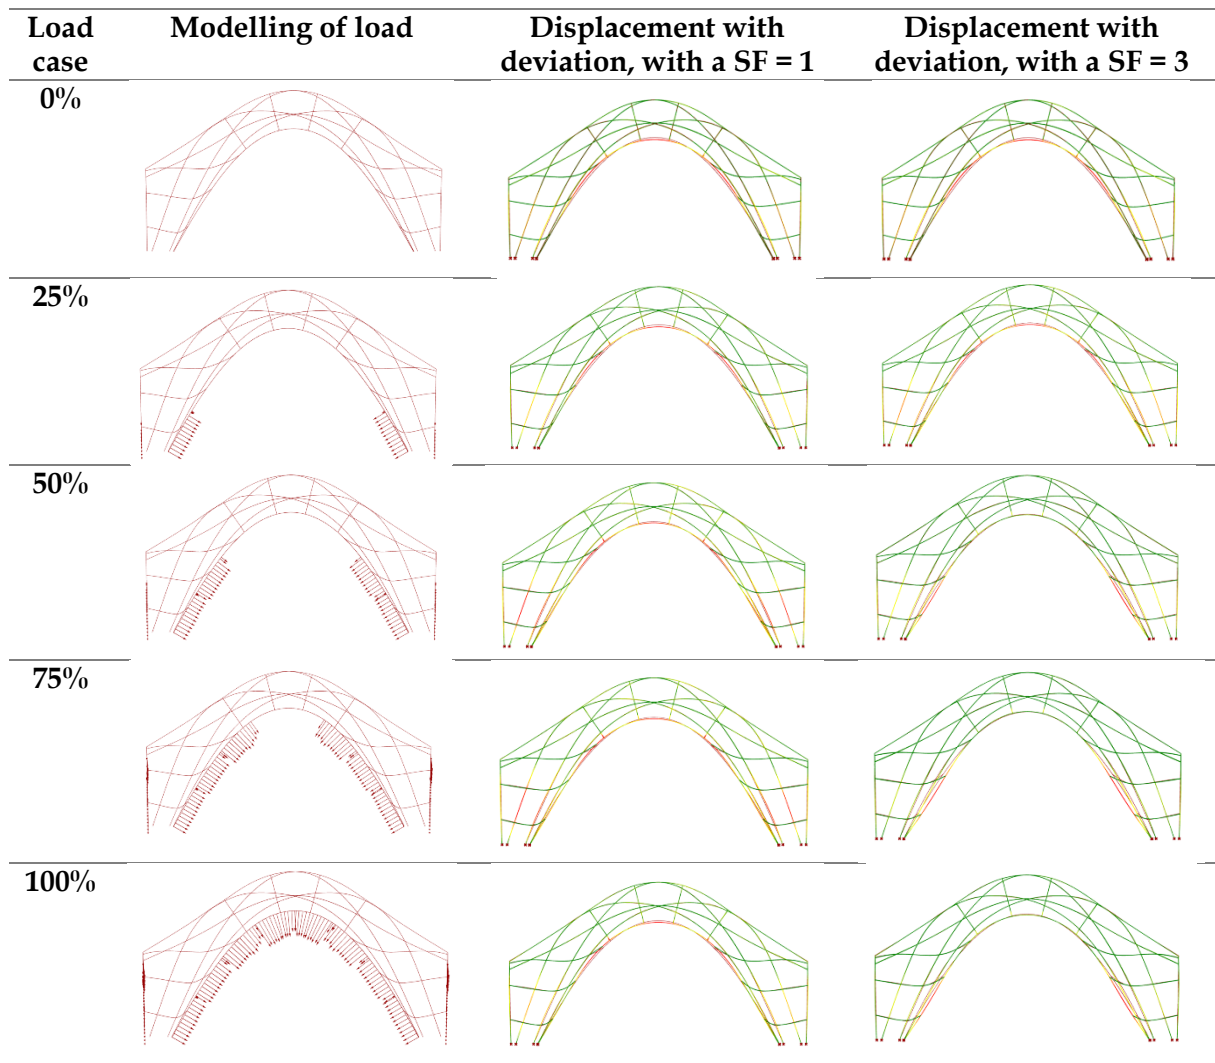 Load case
Modelling of load
Displacement with deviation, with a SF = 1
Displacement with deviation, with a SF = 3
0%
25%
50%
75%
100%